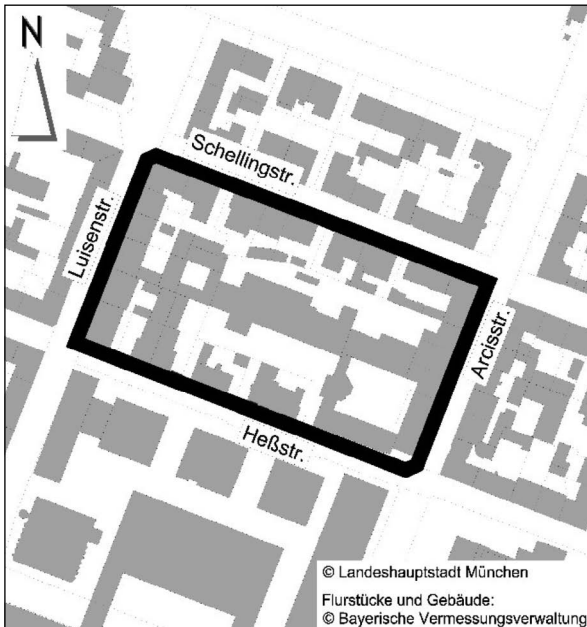 N
Schellingstr.
Luisenstr.
Arcisstr.
Heßstr.
© Landeshauptstadt München
Flurstücke und Gebäude:
© Bayerische Vermessungsverwaltung